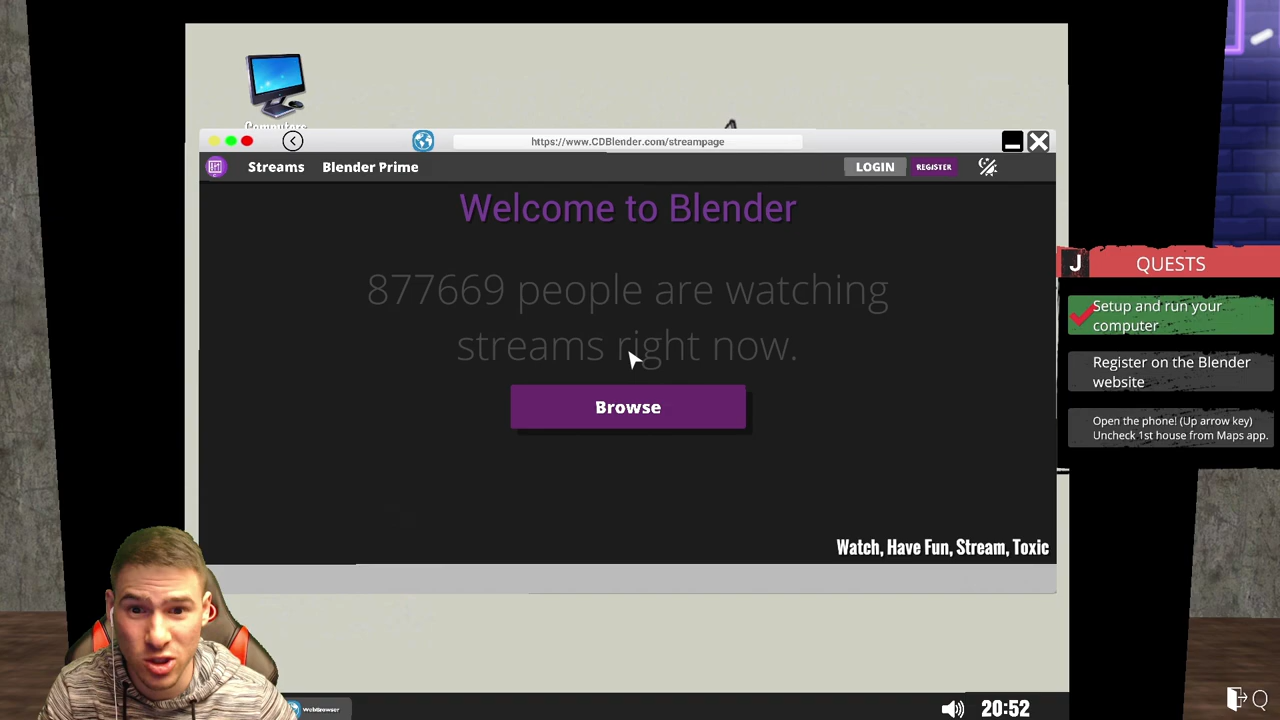 Computers
https://www.CDBlender.com/streampage
Streams
Blender Prime
LOGIN
REGISTER
Welcome to Blender
877669 people are watching
streams right now.
Browse
Watch, Have Fun, Stream, Toxic
J
QUESTS
Setup and run your
computer
Register on the Blender
website
Open the phone! (Up arrow key)
Uncheck 1st house from Maps app.
WebBrowser
20:52
Q